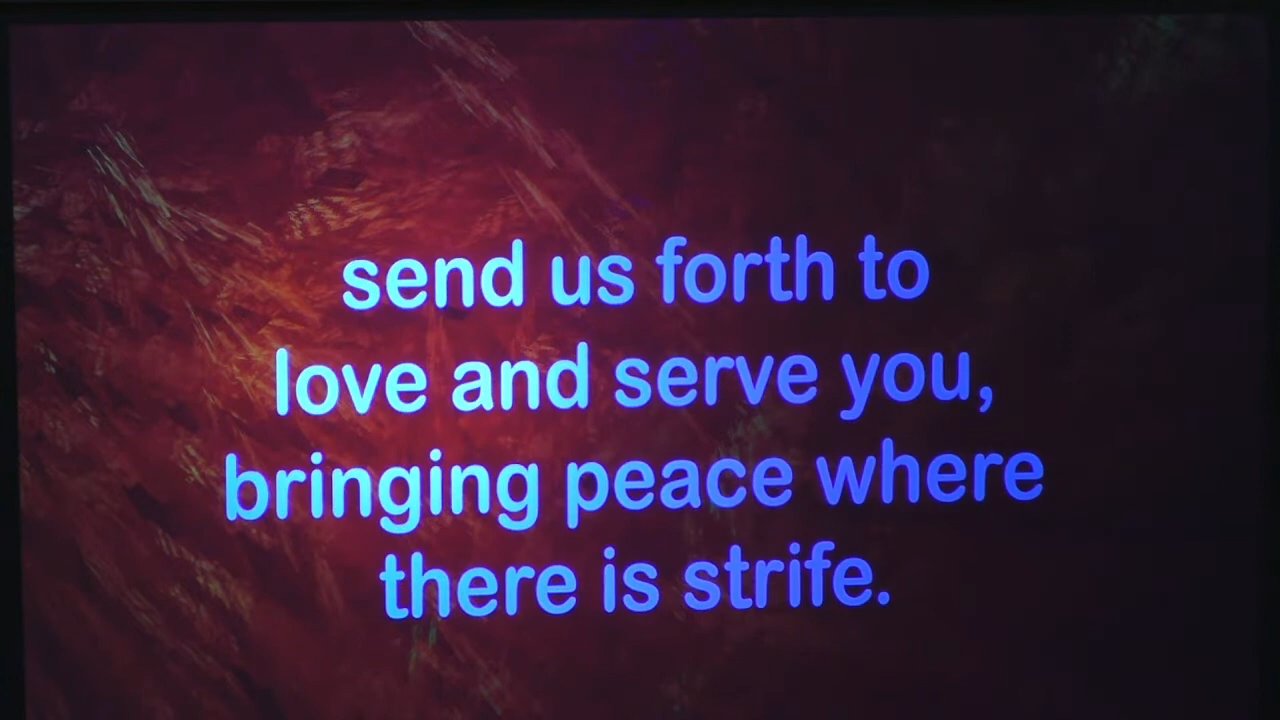 send us forth to
love and serve you,
bringing peace where
there is strife.